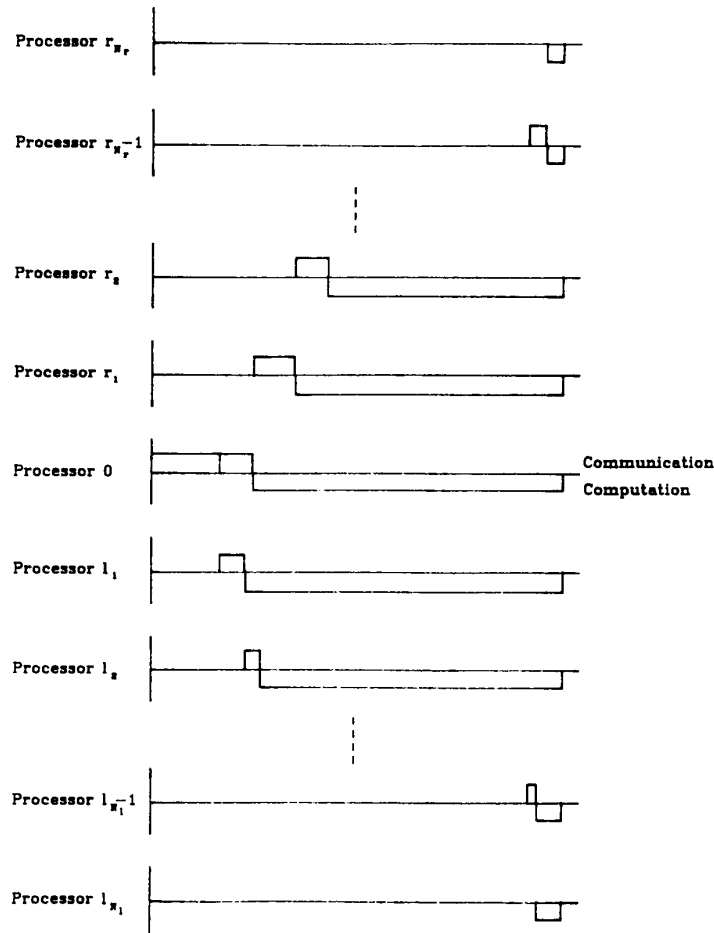 Processor r_{N_r}
Processor r_{N_r-1}
Processor r_2
Processor r_1
Processor 0
Communication
Computation
Processor l_1
Processor l_2
Processor l_{N_l-1}
Processor l_{N_l}